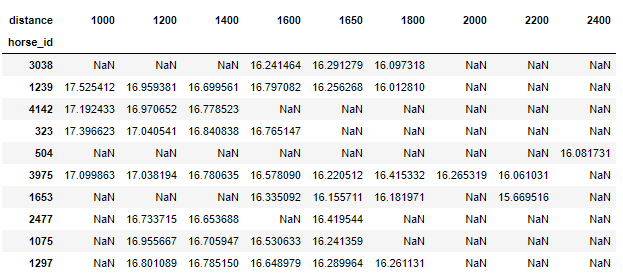 distance 1000 1200 1400 1600 1650 1800 2000 2200 2400
horse_id
3038 NaN NaN NaN 16.241464 16.291279 16.097318 NaN NaN NaN
1239 17.525412 16.959381 16.699561 16.797082 16.256268 16.012810 NaN NaN NaN
4142 17.192433 16.970652 16.778523 NaN NaN NaN NaN NaN NaN
323 17.396623 17.040541 16.840838 16.765147 NaN NaN NaN NaN NaN
504 NaN NaN NaN NaN NaN NaN NaN NaN 16.081731
3975 17.099863 17.038194 16.780635 16.578090 16.220512 16.415332 16.265319 16.061031 NaN
1653 NaN NaN NaN 16.335092 16.155711 16.181971 NaN 15.669516 NaN
2477 NaN 16.733715 16.653688 NaN 16.419544 NaN NaN NaN NaN
1075 NaN 16.955667 16.705947 16.530633 16.241359 NaN NaN NaN NaN
1297 NaN 16.801089 16.785150 16.648979 16.289964 16.261131 NaN NaN NaN